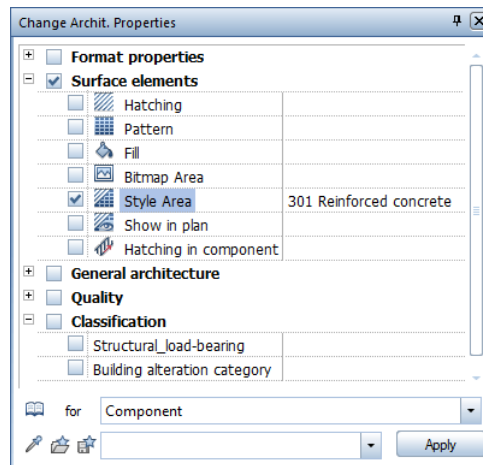 Change Archit. Properties
Format properties
Surface elements
Hatching
Pattern
Fill
Bitmap Area
Style Area 301 Reinforced concrete
Show in plan
Hatching in component
General architecture
Quality
Classification
Structural_load-bearing
Building alteration category
for Component
Apply